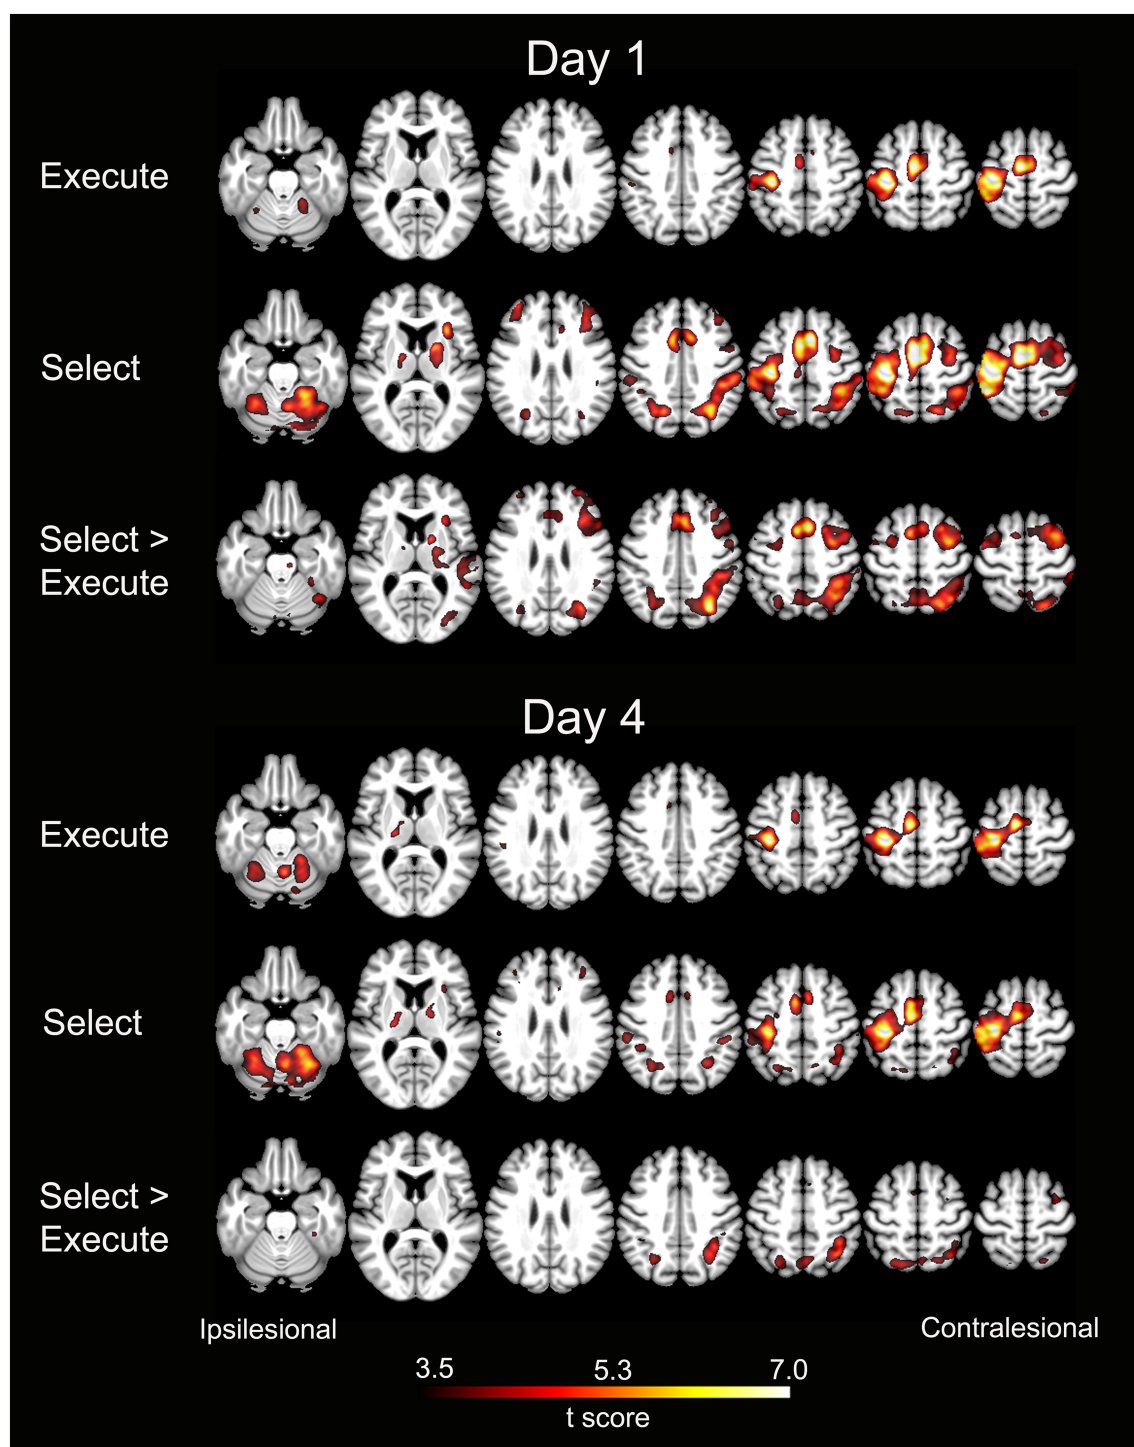 Day 1
Execute
Select
Select >
Execute
Day 4
Execute
Select
Select >
Execute
Ipsilesional
Contralesional
3.5 5.3 7.0
t score